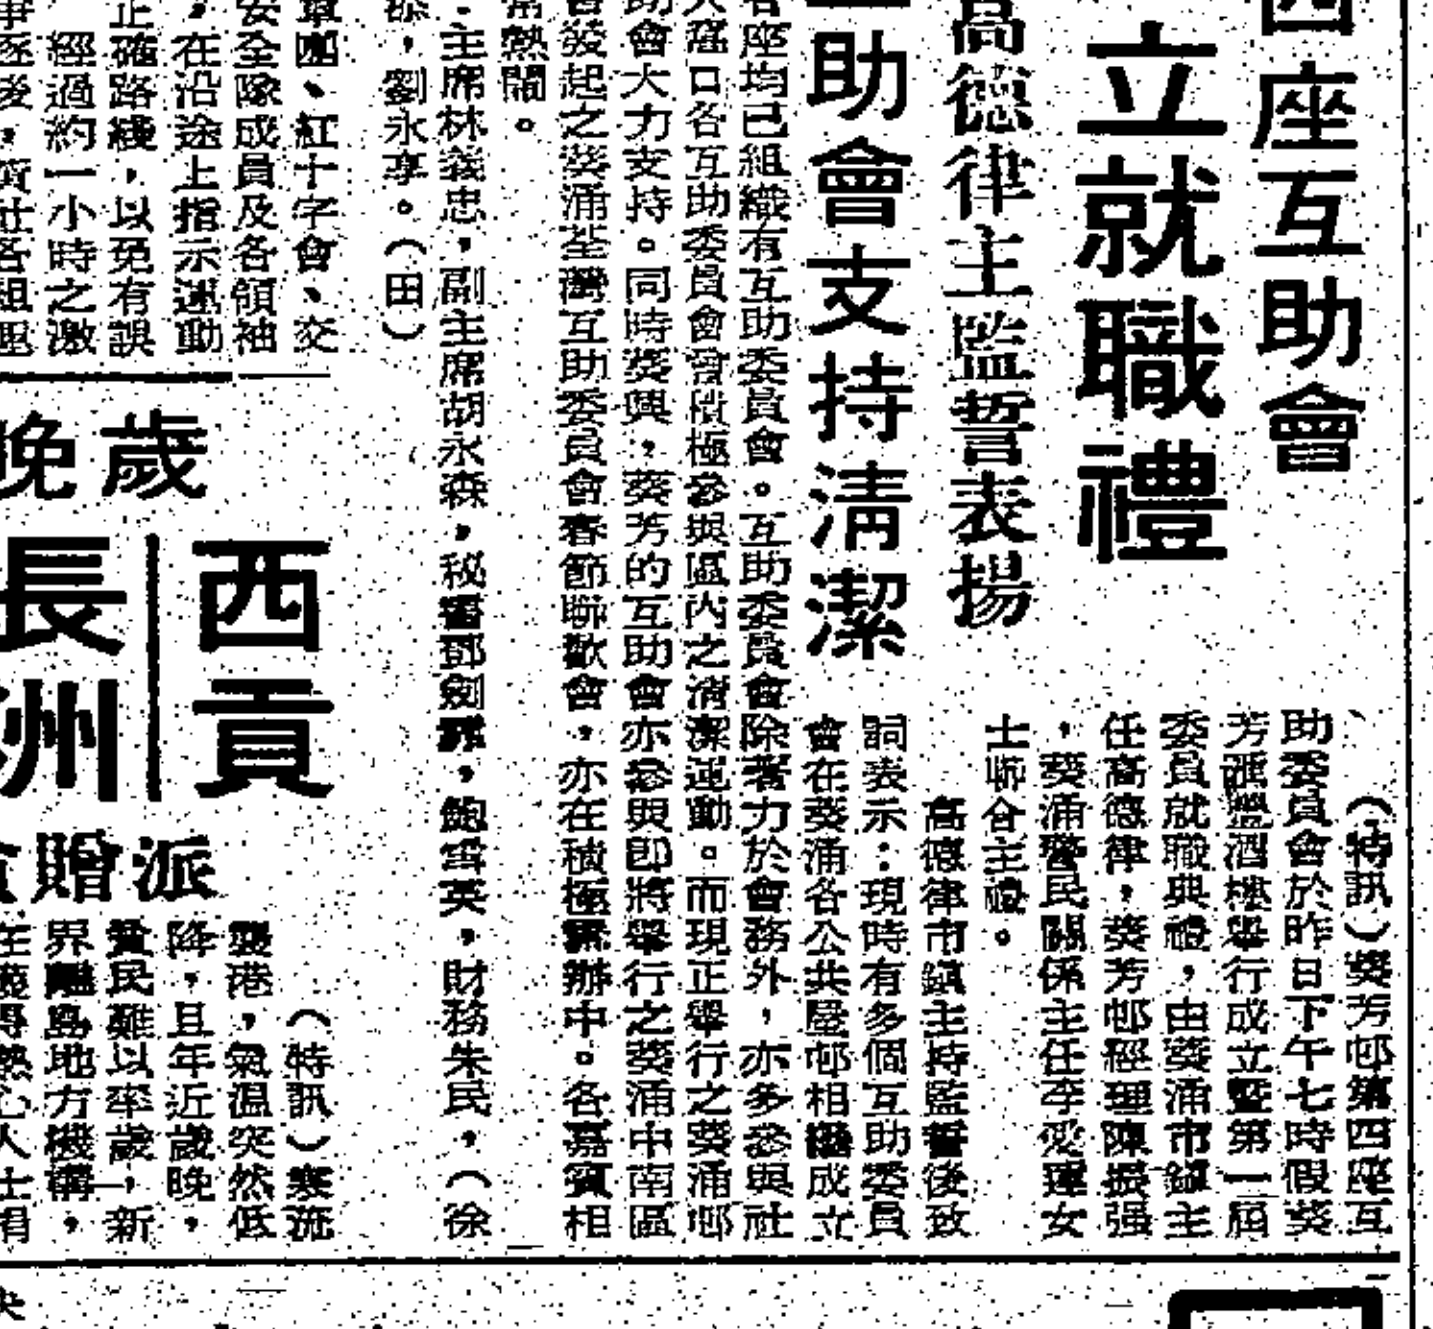 四座互助會
立就職禮
高德律主監誓表揚
助會支持清潔
(特訊)葵芳邨第四座互
助委員會於昨日下午七時假葵
芳滙豐酒樓舉行成立暨第一屆
委員就職典禮,由葵涌市鎮主
任高德律,葵芳邨經理陳振强
,葵涌警民關係主任李愛蓮女
士聯合主禮。
高德律市鎮主持監誓後致
詞表示:現時有多個互助委員
會在葵涌各公共屋邨相繼成立
各座均已組織有互助委員會。互助委員會除著力於會務外,亦多參與社
大窩口各互助委員會曾積極參與區內之清潔運動。而現正舉行之葵涌邨
助會大力支持。同時葵興,葵芳的互助會亦參與即將舉行之葵涌中南區
發起之葵涌荃灣互助委員會春節聯歡會,亦在積極籌辦中。各嘉賓相
常熱鬧。
主席林義忠,副主席胡永森,秘書鄧劍,鮑雪英,財務朱民,(徐
添,劉永享。(田)
團、紅十字會、交
安全隊成員及各領袖
,在沿途上指示運動
正確路綫,以免有誤
經過約一小時之激
後,社各組
歲晚
西貢
長洲
派贈
(特訊)寒流
襲港,氣温突然低
降,且年近歲晚,
貧民難以率歲,新
界離島地方機構,
熱心人士捐